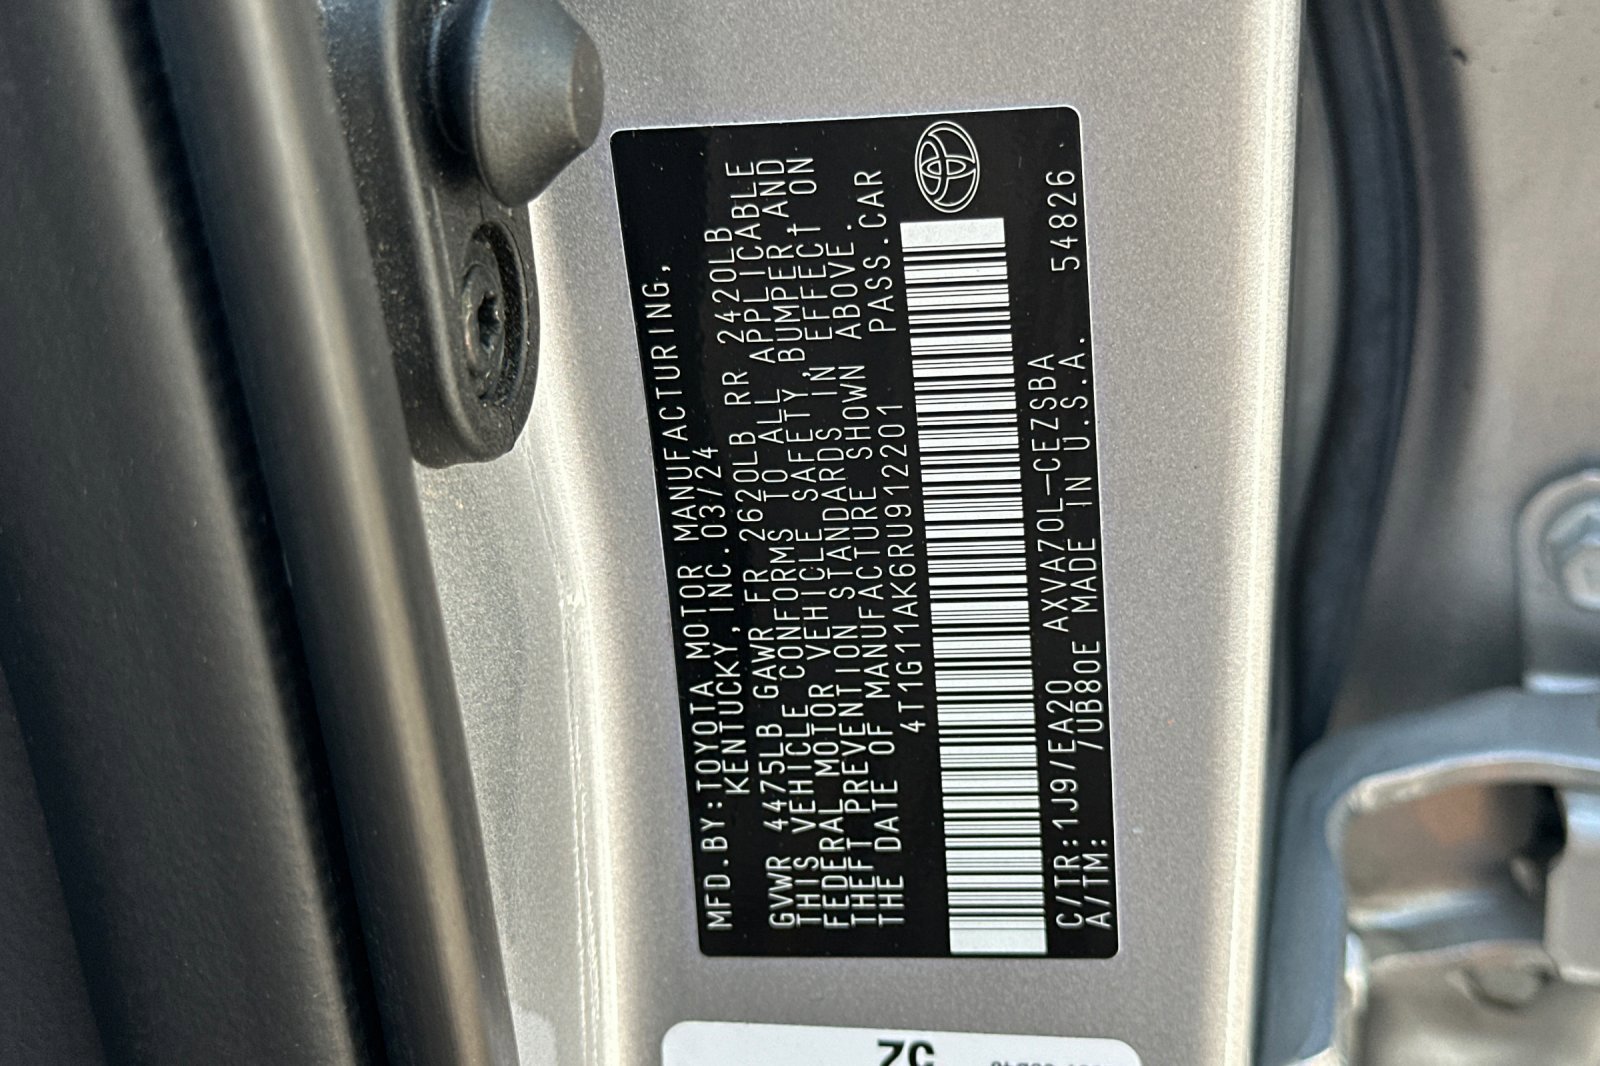 MFD.BY:TOYOTA MOTOR MANUFACTURING,
KENTUCKY,INC.03/24
GVWR 4475LB GAWR FR 2620LB RR 2420LB
THIS VEHICLE CONFORMS TO ALL APPLICABLE
FEDERAL MOTOR VEHICLE SAFETY,BUMPER,AND
THEFT PREVENTION STANDARDS IN EFFECT ON
THE DATE OF MANUFACTURE SHOWN ABOVE.
4T1G11AK6RU912201 PASS.CAR
C/TR:1J9/EA20 AXVA70L-CEZSBA 54826
A/TM: /UB80E MADE IN U.S.A.